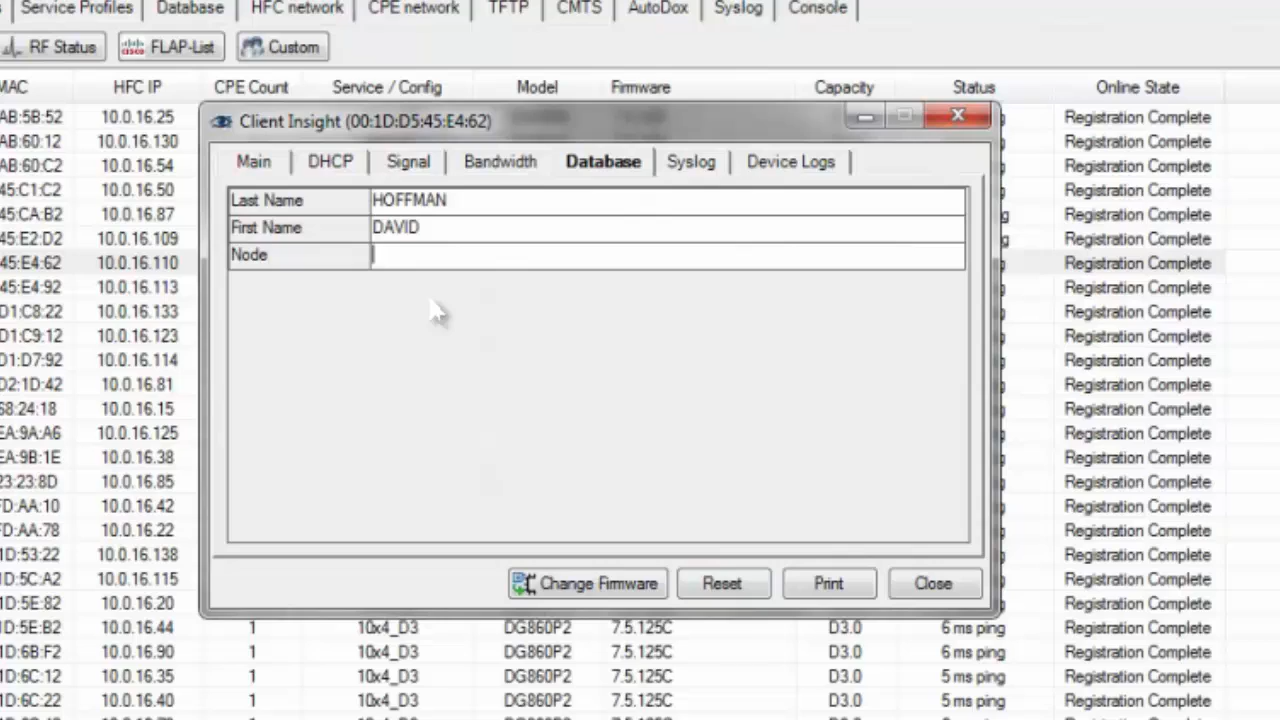 Service Profiles Database HFC network CPE network TFTP CMTS AutoDox Syslog Console
RF Status FLAP-List Custom
MAC HFC IP CPE Count Service / Config Model Firmware Capacity Status Online State
AB:5B:52 10.0.16.25 Registration Complete
Client Insight (00:1D:D5:45:E4:62)
AB:60:12 10.0.16.130 Registration Complete
AB:60:C2 10.0.16.54 Registration Complete
Main DHCP Signal Bandwidth Database Syslog Device Logs
45:C1:C2 10.0.16.50 Registration Complete
Last Name HOFFMAN
45:CA:B2 10.0.16.87 Registration Complete
First Name DAVID
45:E2:D2 10.0.16.109 Registration Complete
Node
45:E4:62 10.0.16.110 Registration Complete
45:E4:92 10.0.16.113 Registration Complete
D1:C8:22 10.0.16.133 Registration Complete
D1:C9:12 10.0.16.123 Registration Complete
D1:D7:92 10.0.16.114 Registration Complete
D2:1D:42 10.0.16.81 Registration Complete
68:24:18 10.0.16.15 Registration Complete
EA:9A:A6 10.0.16.125 Registration Complete
EA:9B:1E 10.0.16.38 Registration Complete
23:23:8D 10.0.16.85 Registration Complete
FD:AA:10 10.0.16.42 Registration Complete
FD:AA:78 10.0.16.22 Registration Complete
1D:53:22 10.0.16.138 Registration Complete
1D:5C:A2 10.0.16.115 Registration Complete
Change Firmware Reset Print Close
1D:5E:82 10.0.16.20 Registration Complete
1D:5E:B2 10.0.16.44 1 10x4_D3 DG860P2 7.5.125C D3.0 6 ms ping Registration Complete
1D:6B:F2 10.0.16.90 1 10x4_D3 DG860P2 7.5.125C D3.0 6 ms ping Registration Complete
1D:6C:12 10.0.16.35 1 10x4_D3 DG860P2 7.5.125C D3.0 5 ms ping Registration Complete
1D:6C:22 10.0.16.40 1 10x4_D3 DG860P2 7.5.125C D3.0 5 ms ping Registration Complete